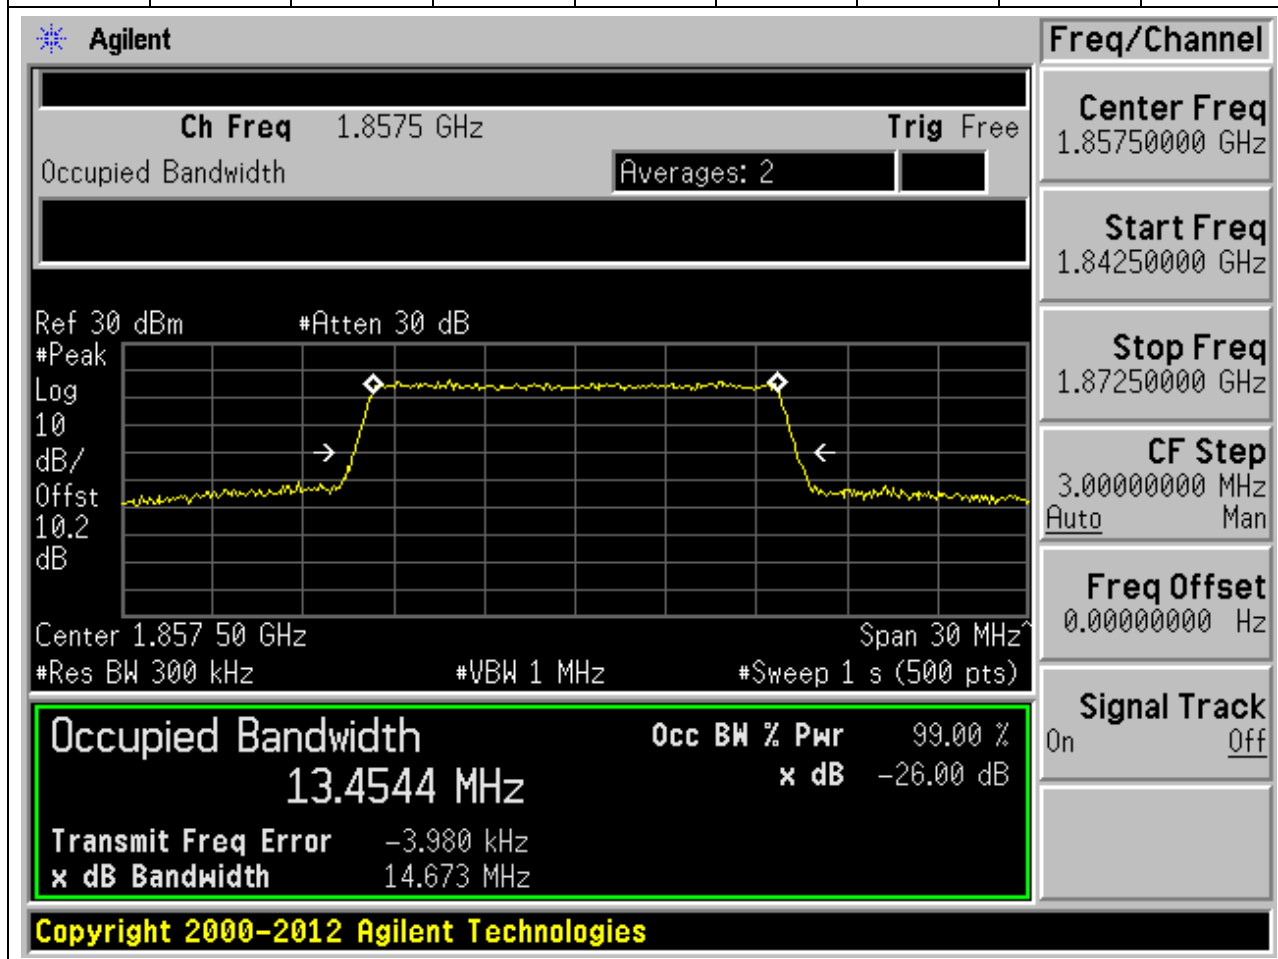 Agilent
Freq/Channel
Ch Freq 1.8575 GHz Trig Free
Occupied Bandwidth Averages: 2
Center Freq
1.85750000 GHz
Start Freq
1.84250000 GHz
Stop Freq
1.87250000 GHz
CF Step
3.00000000 MHz
Auto Man
Freq Offset
0.00000000 Hz
Signal Track
On Off
Ref 30 dBm #Atten 30 dB
#Peak
Log
10
dB/
Offst
10.2
dB
Center 1.857 50 GHz Span 30 MHz^
#Res BW 300 kHz #VBW 1 MHz #Sweep 1 s (500 pts)
Occupied Bandwidth Occ BW % Pwr 99.00 %
13.4544 MHz x dB -26.00 dB
Transmit Freq Error -3.980 kHz
x dB Bandwidth 14.673 MHz
Copyright 2000-2012 Agilent Technologies